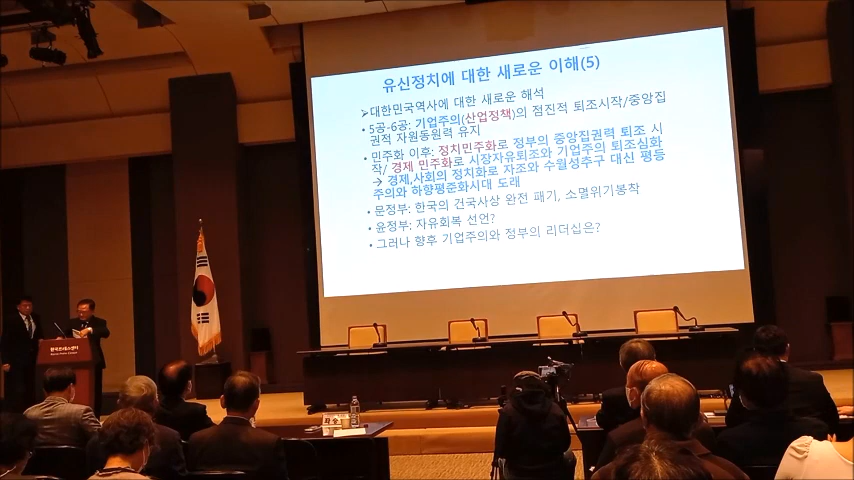 유신정치에 대한 새로운 이해(5)
➢대한민국역사에 대한 새로운 해석
• 5공-6공: 기업주의(산업정책)의 점진적 퇴조시작/중앙집
권적 자원동원력 유지
• 민주화 이후: 정치민주화로 정부의 중앙집권력 퇴조 시
작/ 경제 민주화로 시장자유퇴조와 기업주의 퇴조심화
→ 경제,사회의 정치화로 자조와 수월성추구 대신 평등
주의와 하향평준화시대 도래
• 문정부: 한국의 건국사상 완전 폐기, 소멸위기봉착
• 윤정부: 자유회복 선언?
• 그러나 향후 기업주의와 정부의 리더십은?
한국프레스센터